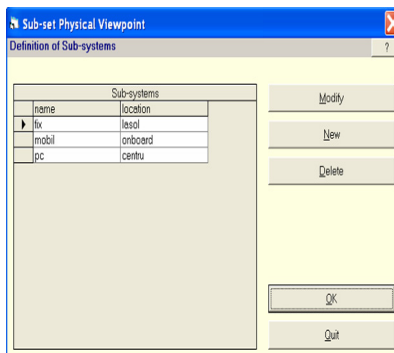 Sub-set Physical Viewpoint
Definition of Sub-systems
?
Sub-systems
name location
fix lasol
mobil onboard
pc centru
Modify
New
Delete
OK
Quit